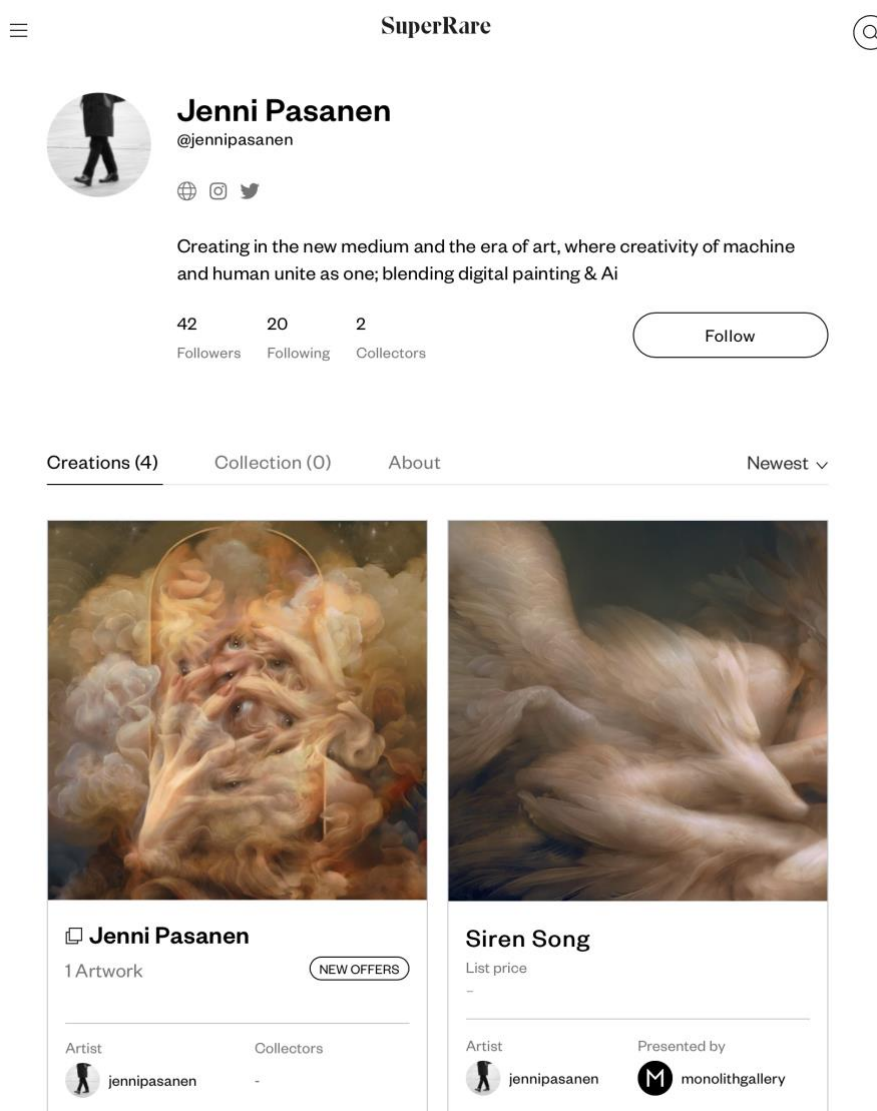 SuperRare
Jenni Pasanen
@jennipasanen
Creating in the new medium and the era of art, where creativity of machine
and human unite as one; blending digital painting & Ai
42 20 2
Followers Following Collectors
Follow
Creations (4) Collection (0) About Newest
Jenni Pasanen
1 Artwork
NEW OFFERS
Artist Collectors
jennipasanen -
Siren Song
List price
–
Artist Presented by
jennipasanen M monolithgallery